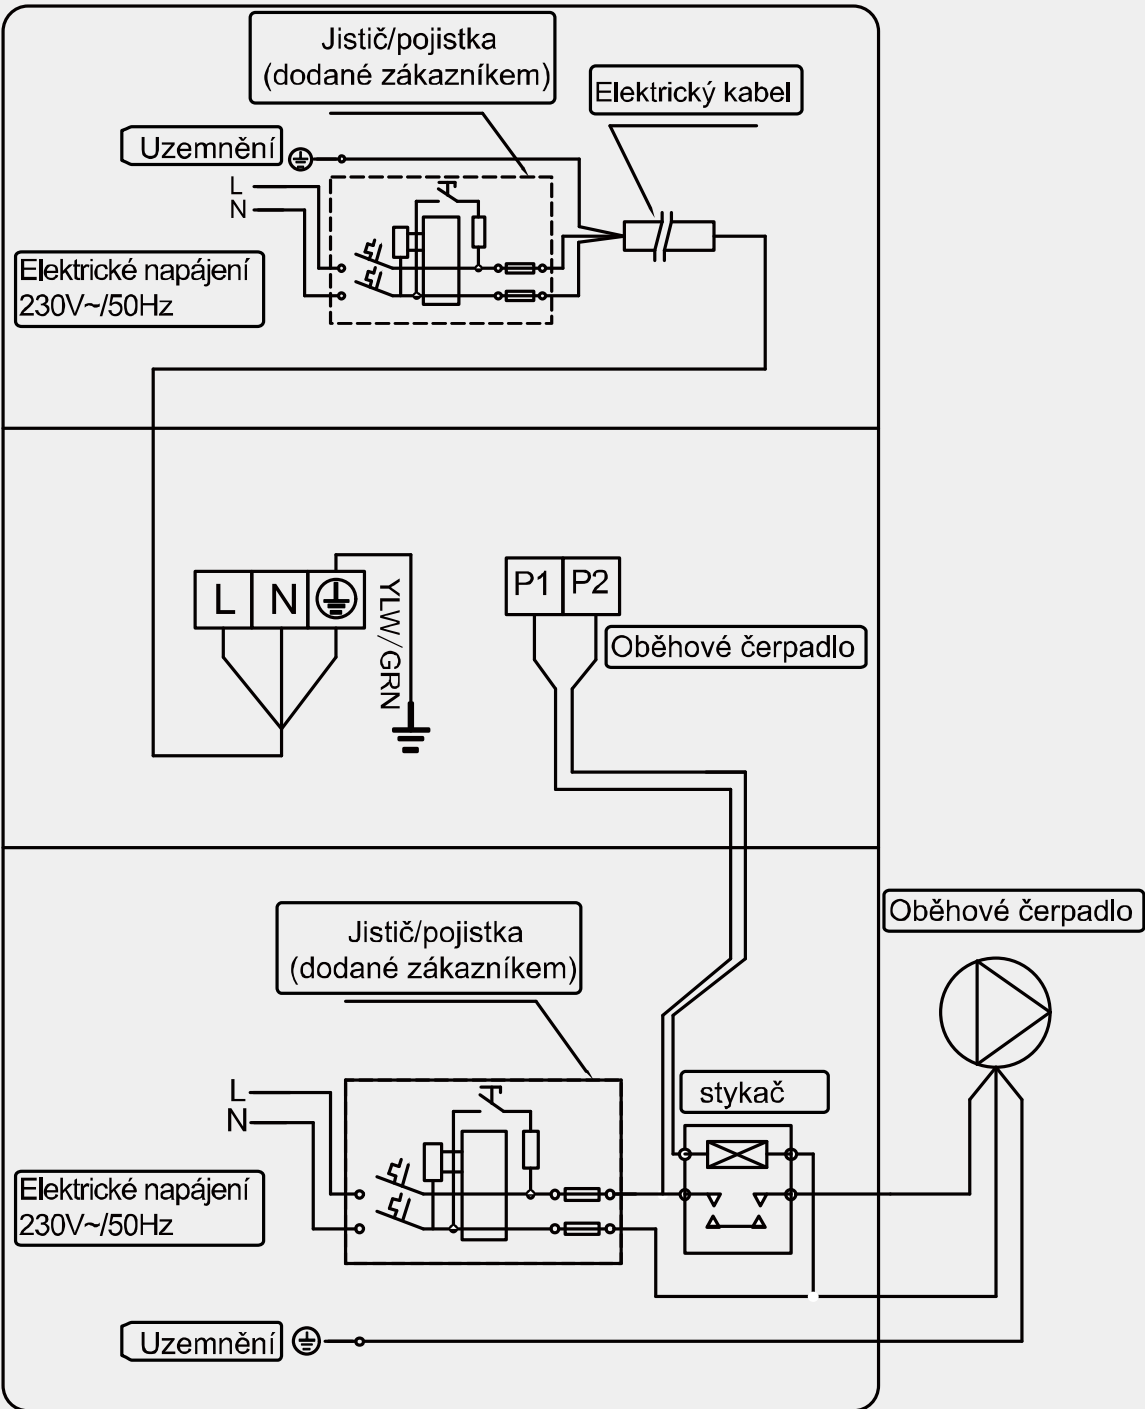 Jistič/pojistka
(dodané zákazníkem)
Elektrický kabel
Uzemnění
L
N
Elektrické napájení
230V~/50Hz
L N
YLW/GRN
P1 P2
Oběhové čerpadlo
Oběhové čerpadlo
Jistič/pojistka
(dodané zákazníkem)
stykač
L
N
Elektrické napájení
230V~/50Hz
Uzemnění